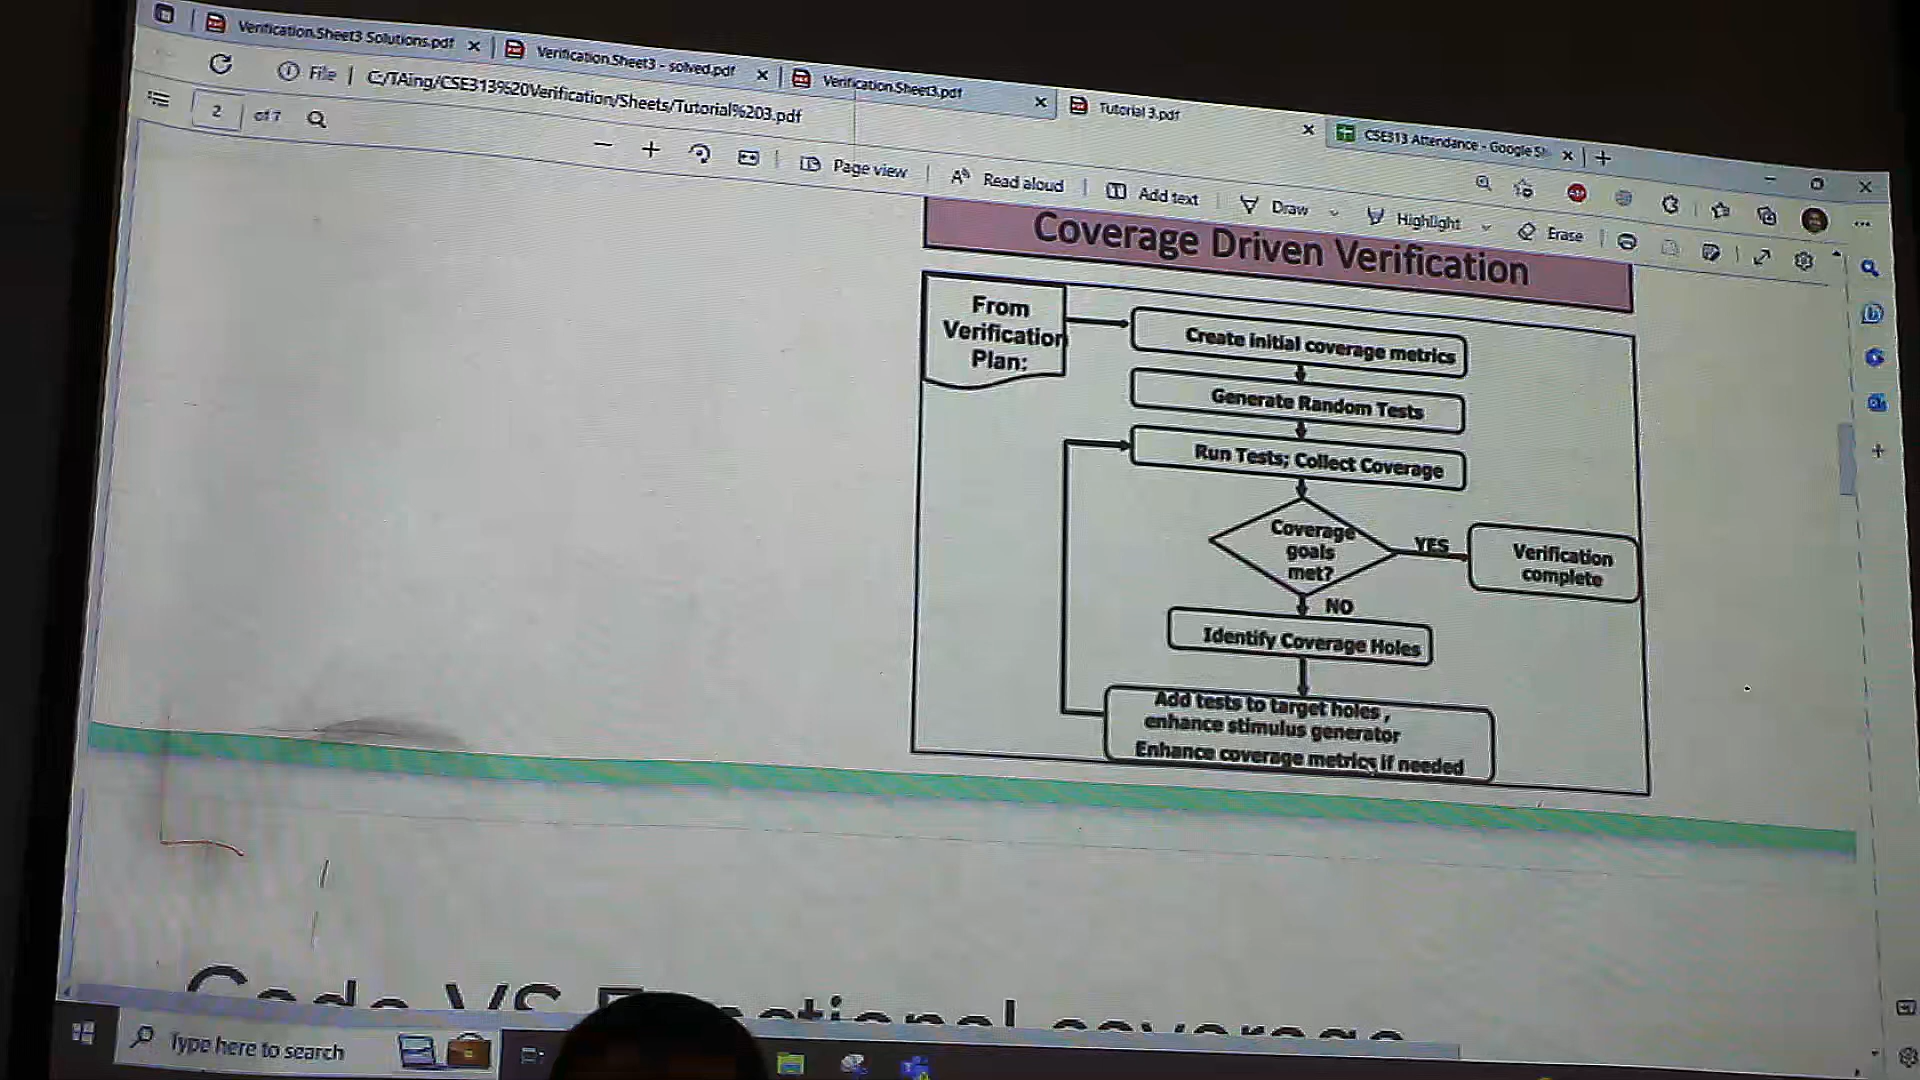 Verification.Sheet3 Solutions.pdf
Verification.Sheet3 - solved.pdf
Verification.Sheet3.pdf
Tutorial 3.pdf
CSE313 Attendance - Google Sh
File | C:/TAing/CSE313%20Verification/Sheets/Tutorial%203.pdf
2 of 7
Page view
Read aloud
Add text
Draw
Highlight
Erase
Coverage Driven Verification
From
Verification
Plan:
Create initial coverage metrics
Generate Random Tests
Run Tests; Collect Coverage
Coverage
goals
met?
YES
Verification
complete
NO
Identify Coverage Holes
Add tests to target holes ,
enhance stimulus generator
Enhance coverage metrics if needed
Code VS Functional coverage
Type here to search